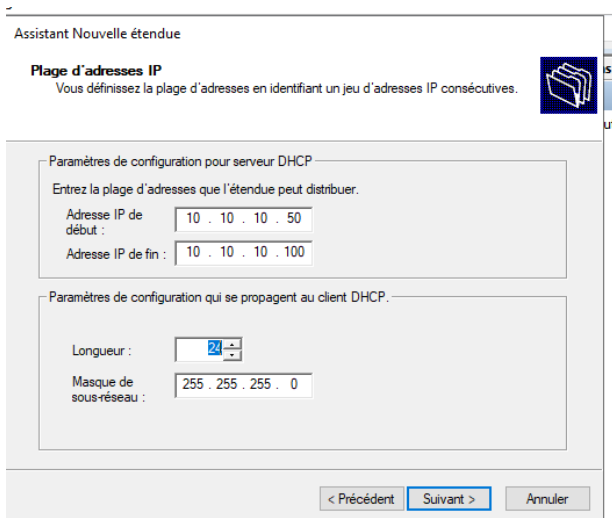 Assistant Nouvelle étendue
Plage d'adresses IP
Vous définissez la plage d'adresses en identifiant un jeu d'adresses IP consécutives.
Paramètres de configuration pour serveur DHCP
Entrez la plage d'adresses que l'étendue peut distribuer.
Adresse IP de
début :
10 . 10 . 10 . 50
Adresse IP de fin :
10 . 10 . 10 . 100
Paramètres de configuration qui se propagent au client DHCP.
Longueur :
24
Masque de
sous-réseau :
255 . 255 . 255 . 0
< Précédent
Suivant >
Annuler